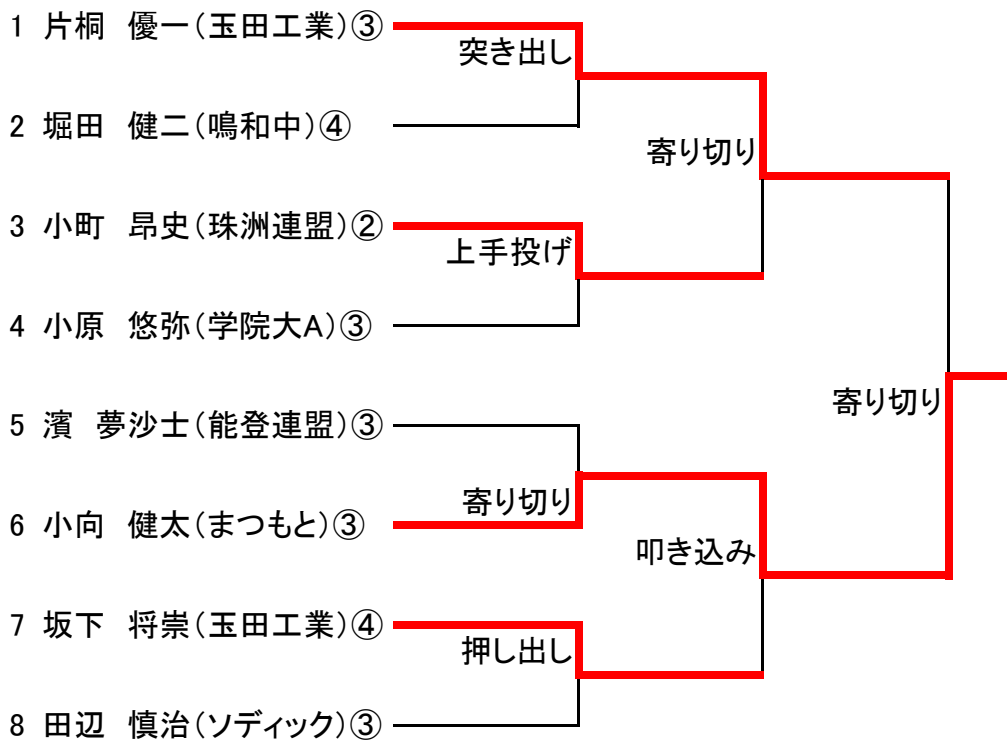 1 片桐 優一(玉田工業)③
突き出し
2 堀田 健二(鳴和中)④
寄り切り
3 小町 昂史(珠洲連盟)②
上手投げ
4 小原 悠弥(学院大A)③
寄り切り
5 濱 夢沙士(能登連盟)③
寄り切り
6 小向 健太(まつもと)③
叩き込み
7 坂下 将崇(玉田工業)④
押し出し
8 田辺 慎治(ソディック)③